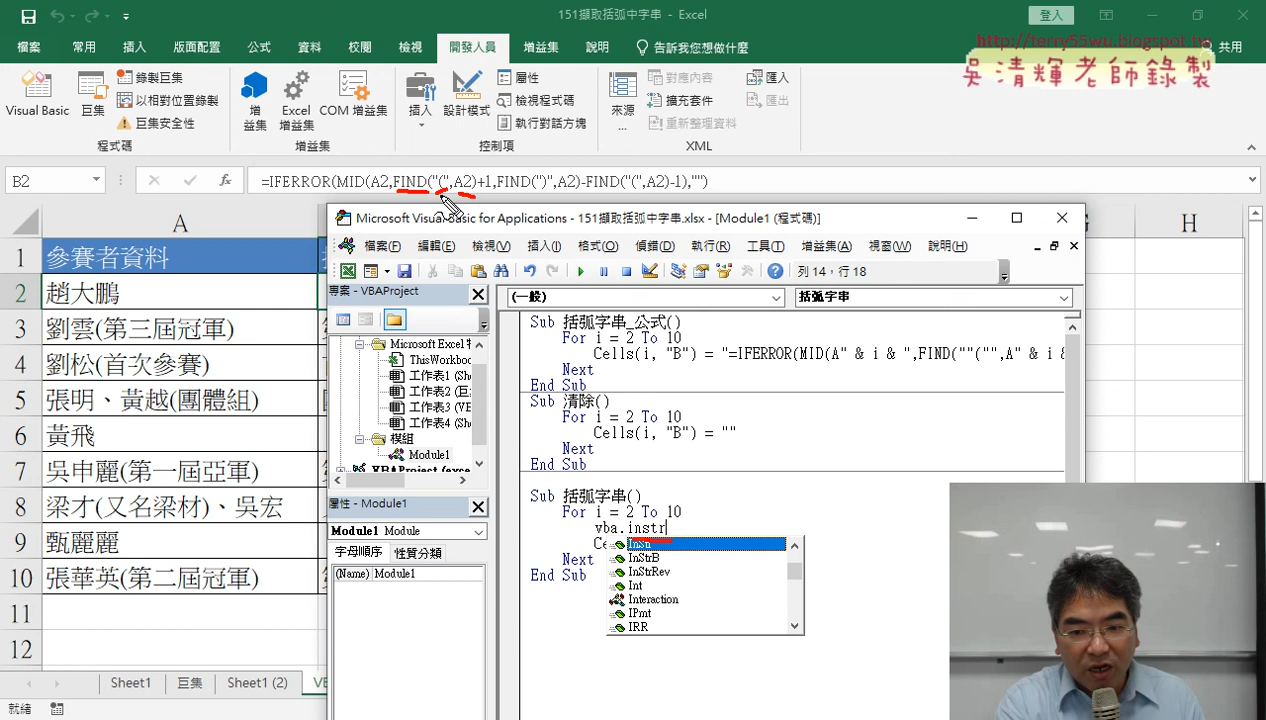 151擷取括弧中字串 - Excel
登入
檔案 常用 插入 版面配置 公式 資料 校閱 檢視 開發人員 增益集 說明 告訴我您想做什麼 共用
http://terry55wu.blogspot.tw
吳清輝老師錄製
Visual Basic 巨集 錄製巨集 以相對位置錄製 巨集安全性
增益集 Excel 增益集 COM 增益集
插入 設計模式 屬性 檢視程式碼 執行對話方塊
來源 ... 對應內容 擴充套件 重新整理資料 匯入 匯出
程式碼 增益集 控制項 XML
B2 fx =IFERROR(MID(A2,FIND("(",A2)+1,FIND(")",A2)-FIND("(",A2)-1),"")
A G H
1 參賽者資料
2 趙大鵬
3 劉雲(第三屆冠軍)
4 劉松(首次參賽)
5 張明、黃越(團體組)
6 黃飛
7 吳申麗(第一屆亞軍)
8 梁才(又名梁材)、吳宏
9 甄麗麗
10 張華英(第二屆冠軍)
11
12
Sheet1 巨集 Sheet1 (2) VB
就緒
Microsoft Visual Basic for Applications - 151擷取括弧中字串.xlsx - [Module1 (程式碼)]
檔案(F) 編輯(E) 檢視(V) 插入(I) 格式(O) 偵錯(D) 執行(R) 工具(T) 增益集(A) 視窗(W) 說明(H)
列 14，行 18
專案 - VBAProject
Microsoft Excel
ThisWorkbook
工作表1 (She
工作表2 (巨
工作表3 (VB
工作表4 (She
模組
Module1
VBAProject (exce
屬性 - Module1
Module1 Module
字母順序 性質分類
(Name) Module1
(一般) 括弧字串
Sub 括弧字串_公式()
For i = 2 To 10
Cells(i, "B") = "=IFERROR(MID(A" & i & ",FIND(""("",A" & i &
Next
End Sub
Sub 清除()
For i = 2 To 10
Cells(i, "B") = ""
Next
End Sub
Sub 括弧字串()
For i = 2 To 10
vba.instr
Ce
Next
End Sub
InStr
InStrB
InStrRev
Int
Interaction
IPmt
IRR